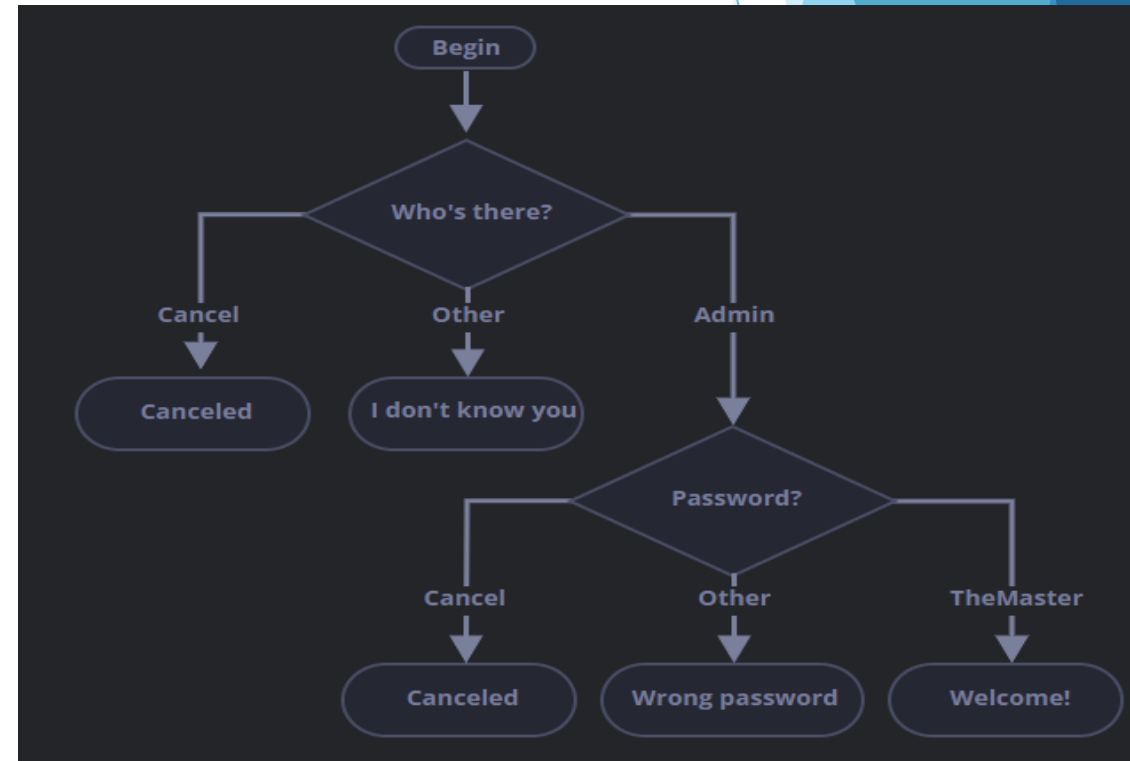 Begin
Who's there?
Cancel
Other
Admin
Canceled
I don't know you
Password?
Cancel
Other
TheMaster
Canceled
Wrong password
Welcome!